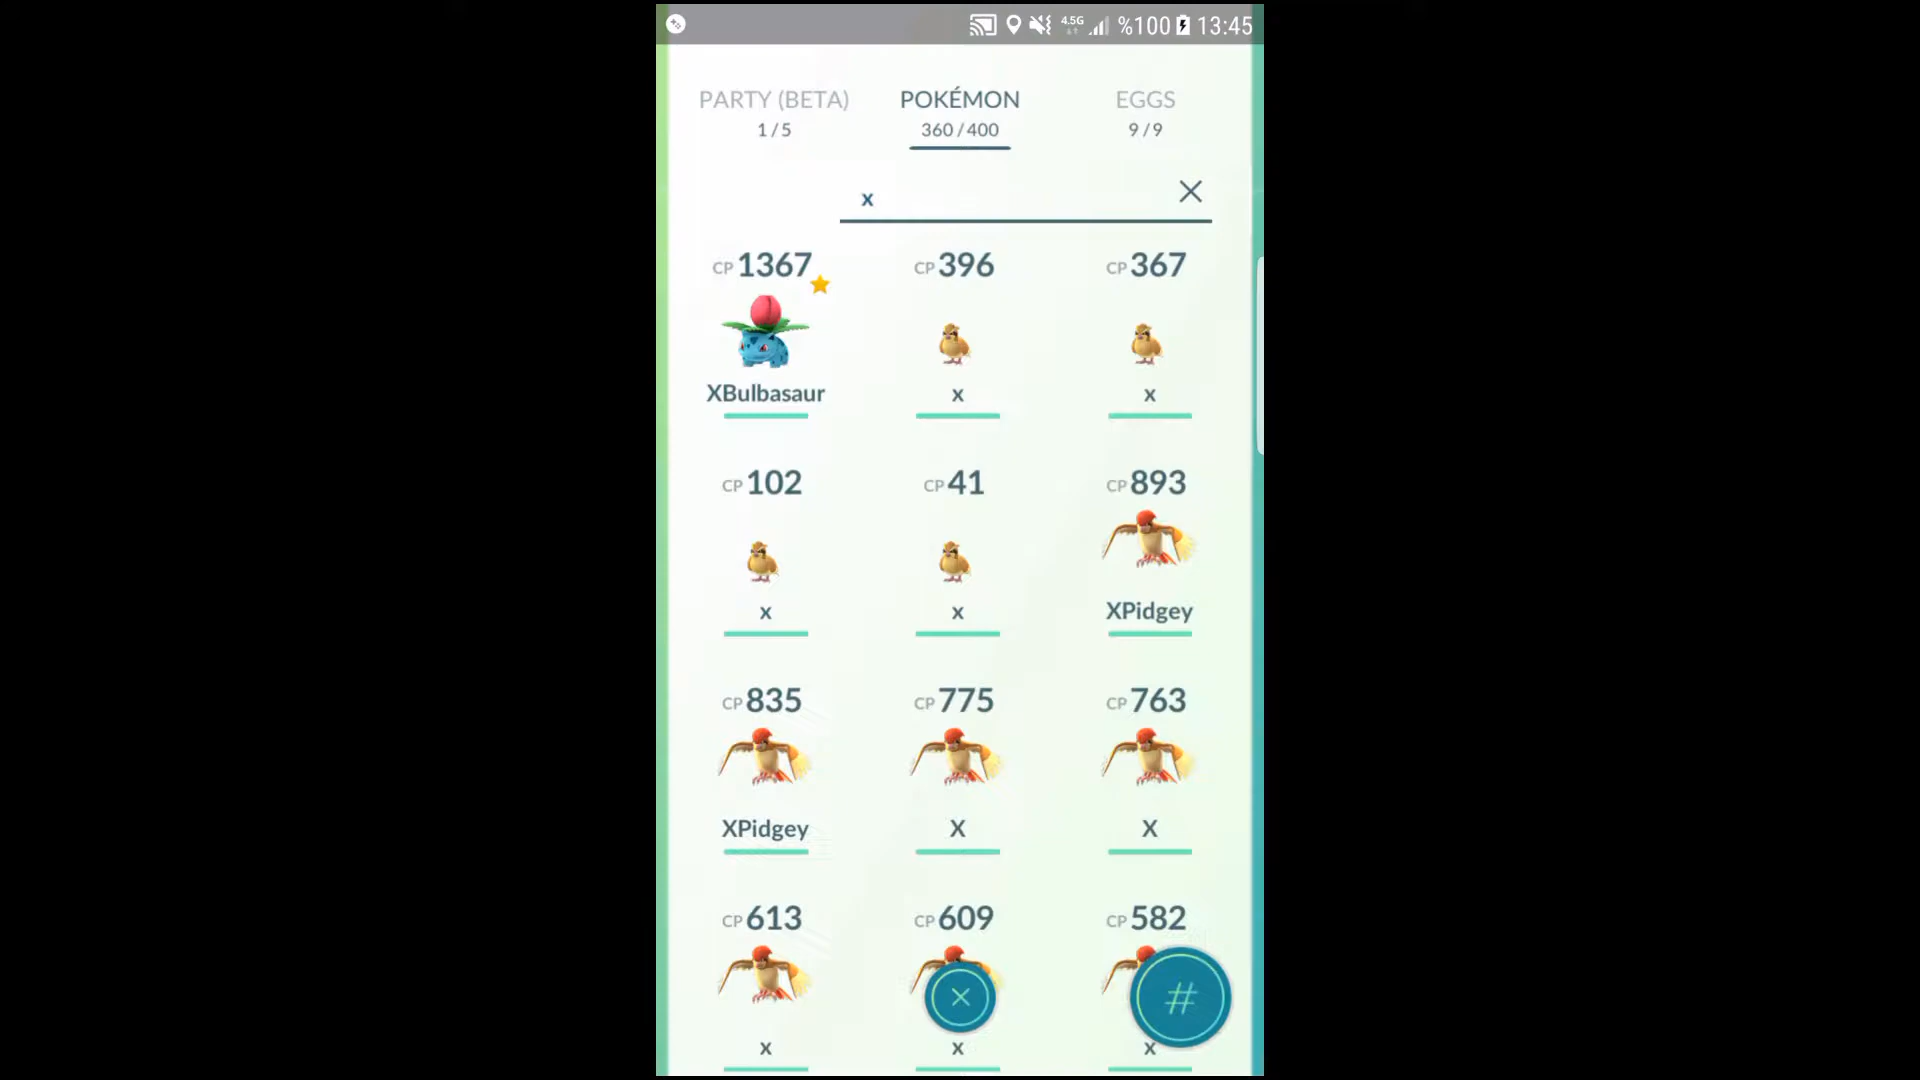 4.5G %100 13:45
PARTY (BETA) POKÉMON EGGS
1 / 5 360 / 400 9 / 9
x
CP 1367 CP 396 CP 367
XBulbasaur x x
CP 102 CP 41 CP 893
x x XPidgey
CP 835 CP 775 CP 763
XPidgey X X
CP 613 CP 609 CP 582
#
x x x